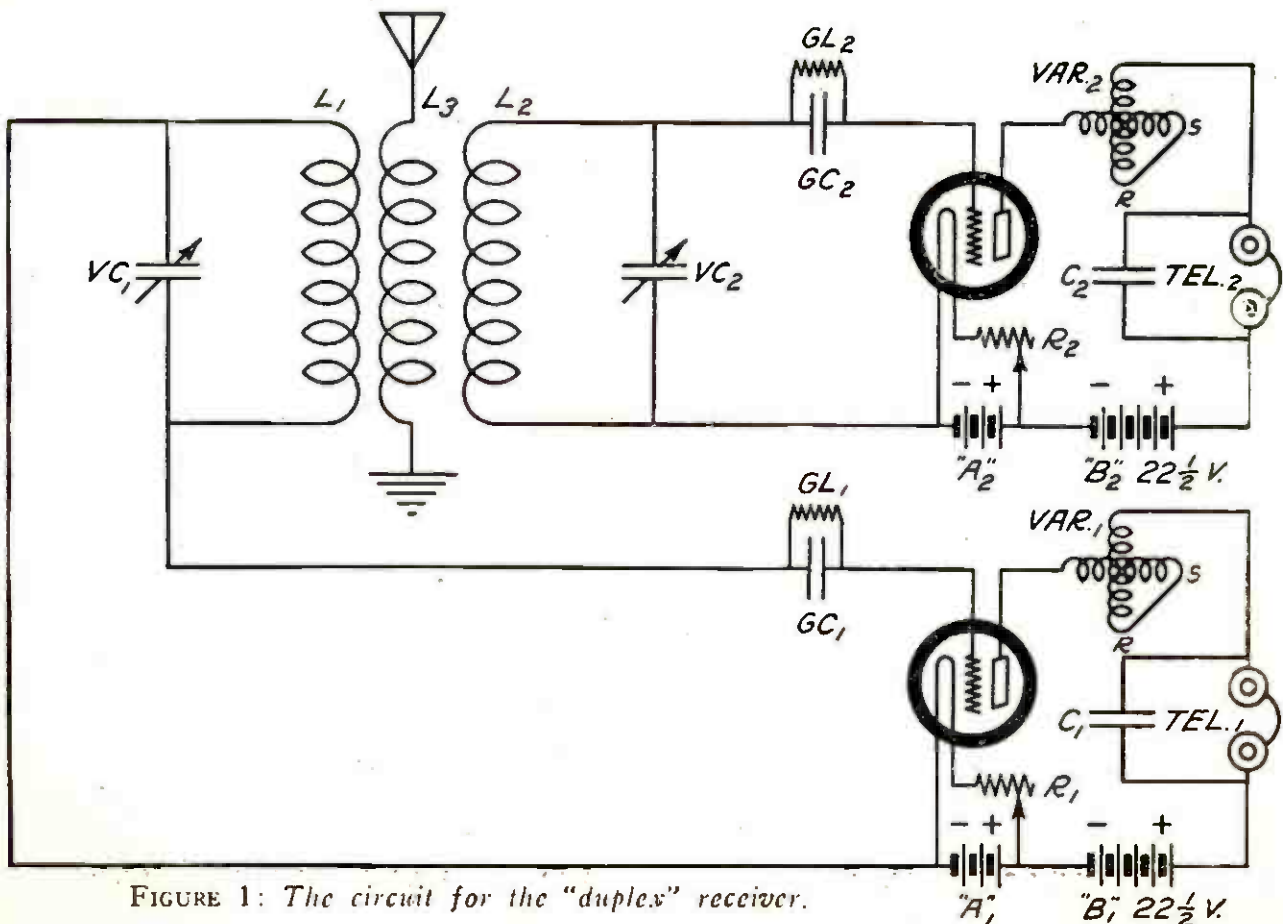 GL₂
VAR.₂
L₁ L₃ L₂
S
GC₂
R
VC₁
VC₂
C₂ TEL.₂
R₂
- + - +
"A₂" "B₂" 22½ V.
GL₁
VAR.₁
S
GC₁
R
C₁ TEL.₁
R₁
- + - +
FIGURE 1: The circuit for the "duplex" receiver.
"A₁" "B₁" 22½ V.